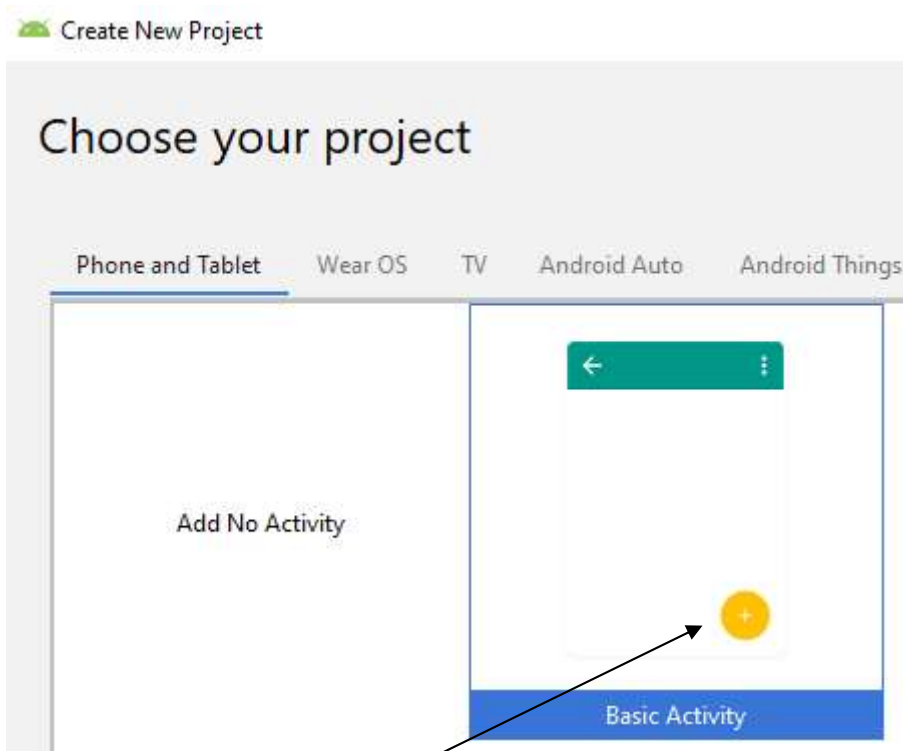 Create New Project
Choose your project
Phone and Tablet Wear OS TV Android Auto Android Things
Add No Activity
Basic Activity